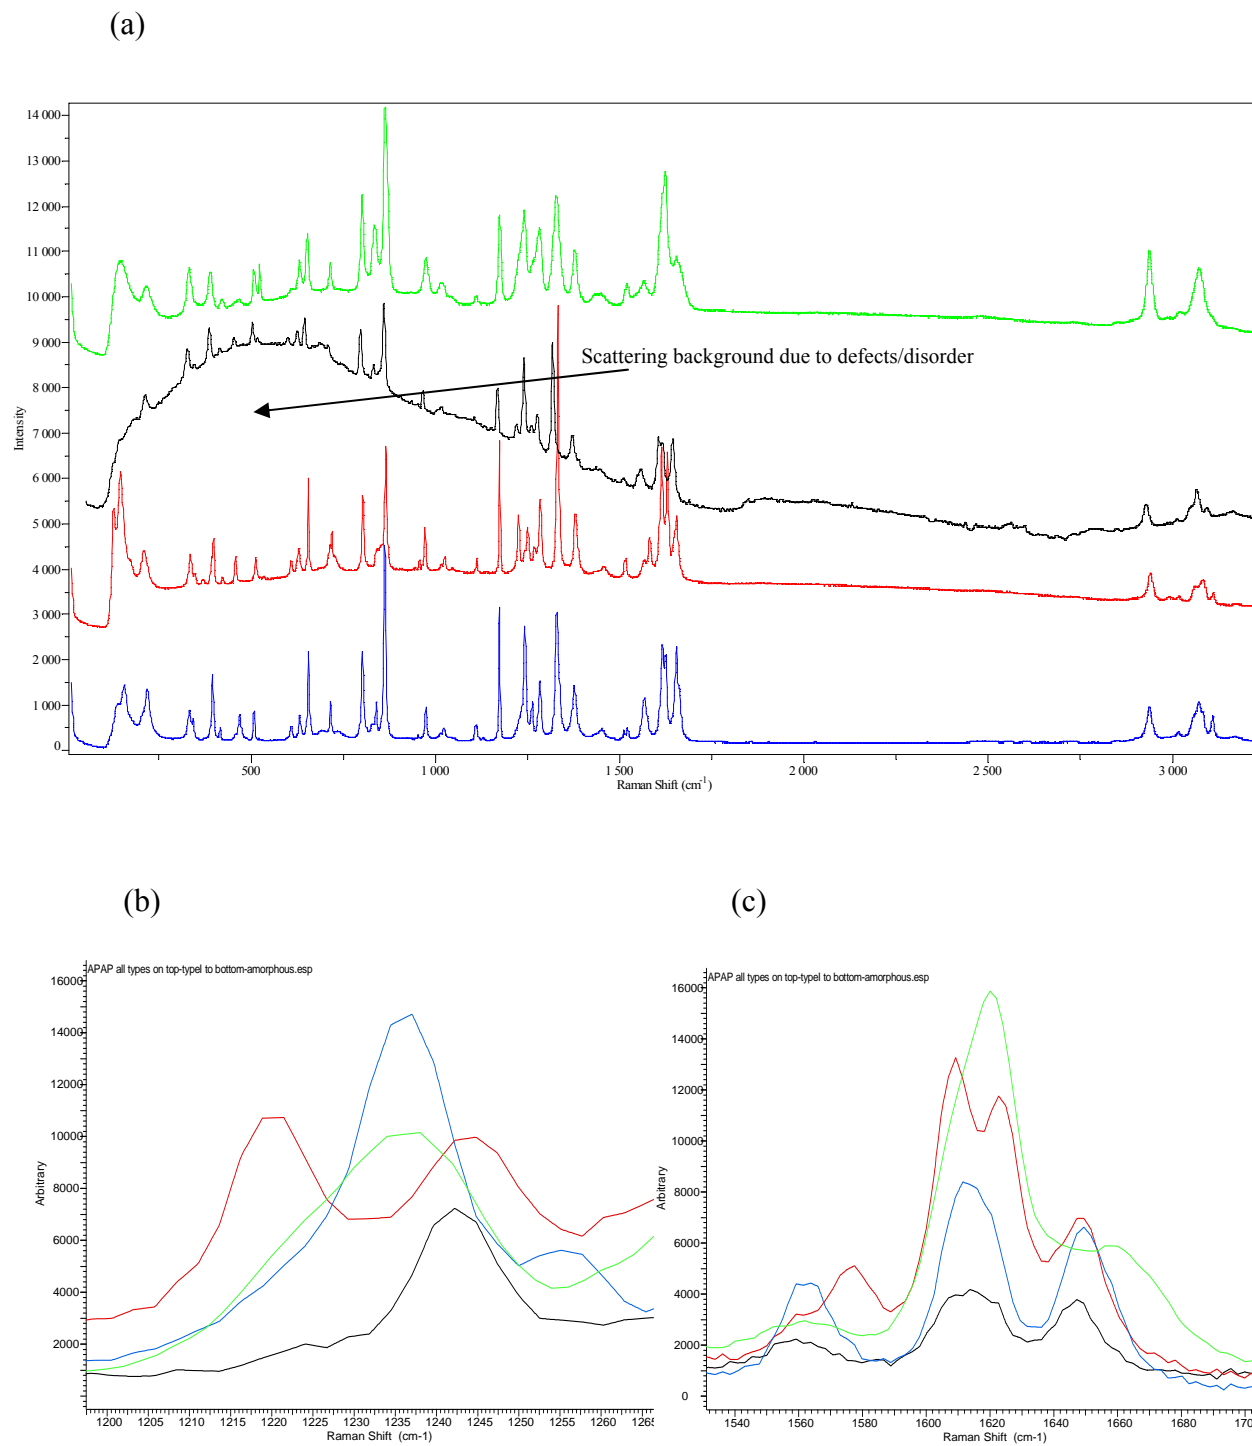 (a)
14 000
13 000
12 000
11 000
10 000
9 000
8 000
7 000
6 000
5 000
4 000
3 000
2 000
1 000
0
Intensity
Scattering background due to defects/disorder
500 1 000 1 500 2 000 2 500 3 000
Raman Shift (cm-1)
(b)
APAP all types on top-typeI to bottom-amorphous.esp
16000
14000
12000
10000
8000
6000
4000
2000
Arbitrary
1200 1205 1210 1215 1220 1225 1230 1235 1240 1245 1250 1255 1260 1265
Raman Shift (cm-1)
(c)
APAP all types on top-typeI to bottom-amorphous.esp
16000
14000
12000
10000
8000
6000
4000
2000
0
Arbitrary
1540 1560 1580 1600 1620 1640 1660 1680 170
Raman Shift (cm-1)